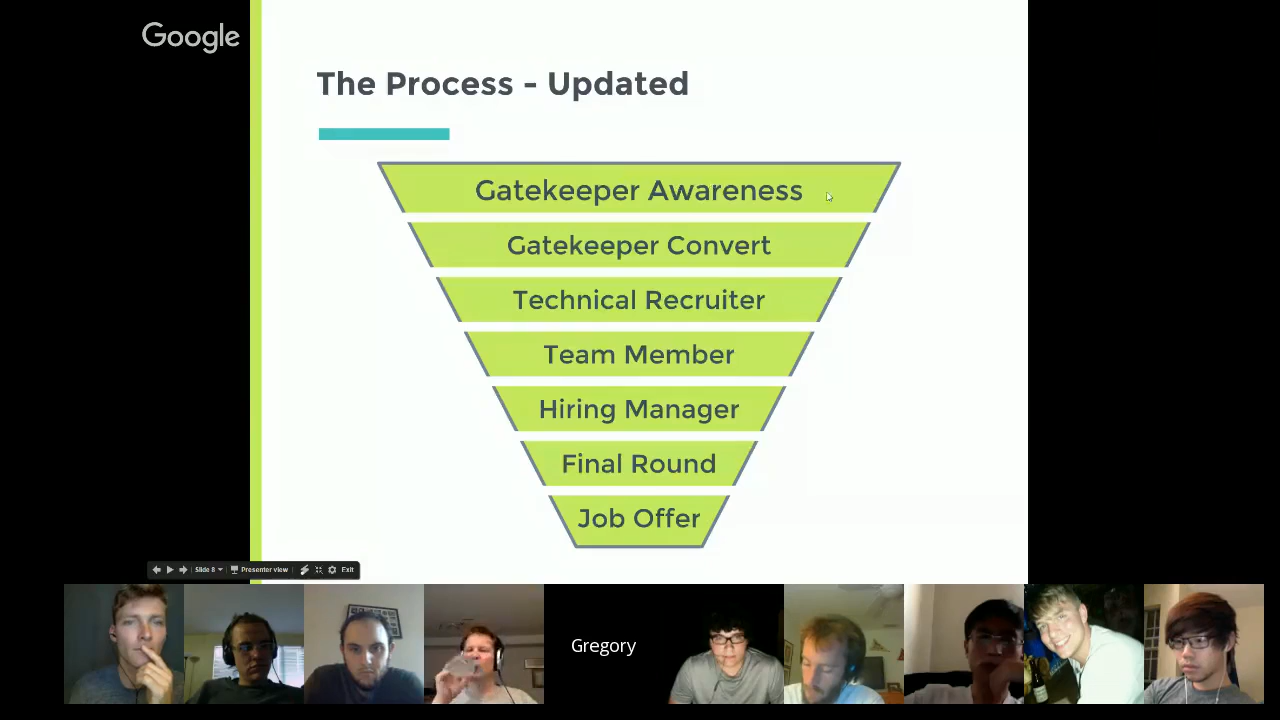 Google
The Process - Updated
Gatekeeper Awareness
Gatekeeper Convert
Technical Recruiter
Team Member
Hiring Manager
Final Round
Job Offer
Slide 8
Presenter view
Exit
Gregory